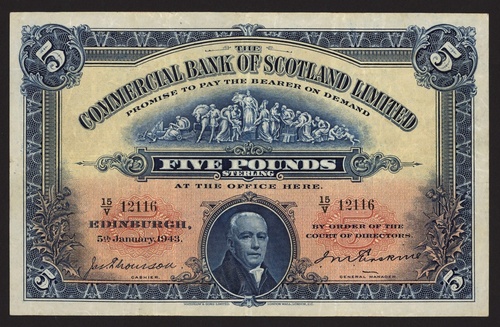 5 5
THE
COMMERCIAL BANK OF SCOTLAND LIMITED
PROMISE TO PAY THE BEARER ON DEMAND
FIVE POUNDS
STERLING
AT THE OFFICE HERE.
15/V 12116 15/V 12116
EDINBURGH, BY ORDER OF THE
5th January, 1943. COURT OF DIRECTORS.
CASHIER. GENERAL MANAGER.
5 5